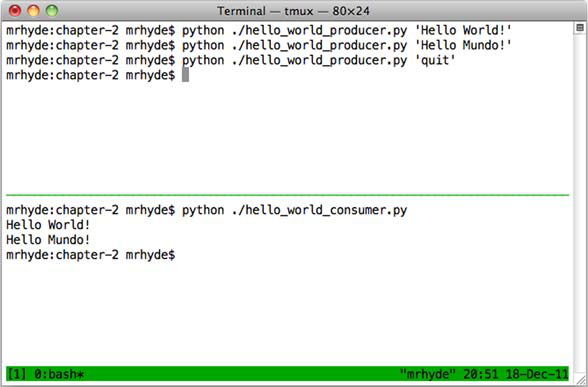 Terminal — tmux — 80×24
mrhyde:chapter-2 mrhyde$ python ./hello_world_producer.py 'Hello World!'
mrhyde:chapter-2 mrhyde$ python ./hello_world_producer.py 'Hello Mundo!'
mrhyde:chapter-2 mrhyde$ python ./hello_world_producer.py 'quit'
mrhyde:chapter-2 mrhyde$
mrhyde:chapter-2 mrhyde$ python ./hello_world_consumer.py
Hello World!
Hello Mundo!
mrhyde:chapter-2 mrhyde$
[1] 0:bash* "mrhyde" 20:51 18-Dec-11